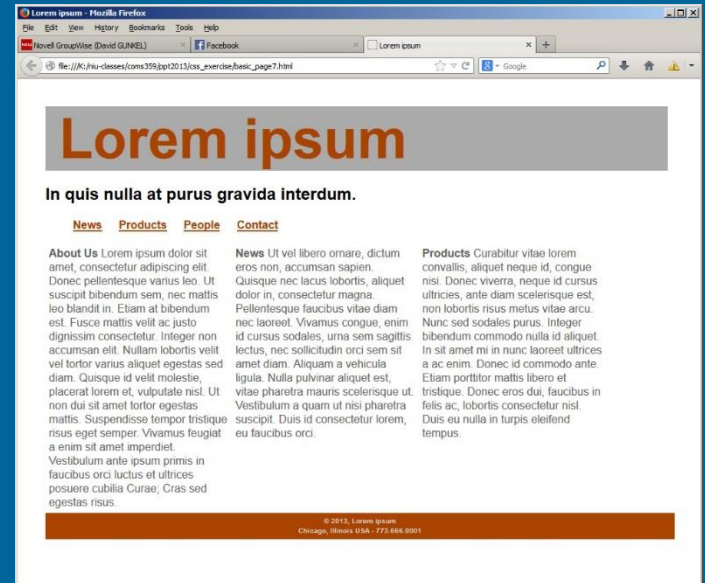 Lorem ipsum - Mozilla Firefox
File Edit View History Bookmarks Tools Help
Novell GroupWise (David GUNKEL) × Facebook × Lorem ipsum × +
file:///K:/niu-classes/coms359/ppt2013/css_exercise/basic_page7.html Google
Lorem ipsum
In quis nulla at purus gravida interdum.
News Products People Contact
About Us Lorem ipsum dolor sit
amet, consectetur adipiscing elit.
Donec pellentesque varius leo. Ut
suscipit bibendum sem, nec mattis
leo blandit in. Etiam at bibendum
est. Fusce mattis velit ac justo
dignissim consectetur. Integer non
accumsan elit. Nullam lobortis velit
vel tortor varius aliquet egestas sed
diam. Quisque id velit molestie,
placerat lorem et, vulputate nisl. Ut
non dui sit amet tortor egestas
mattis. Suspendisse tempor tristique
risus eget semper. Vivamus feugiat
a enim sit amet imperdiet.
Vestibulum ante ipsum primis in
faucibus orci luctus et ultrices
posuere cubilia Curae; Cras sed
egestas risus.
News Ut vel libero ornare, dictum
eros non, accumsan sapien.
Quisque nec lacus lobortis, aliquet
dolor in, consectetur magna.
Pellentesque faucibus vitae diam
nec laoreet. Vivamus congue, enim
id cursus sodales, urna sem sagittis
lectus, nec sollicitudin orci sem sit
amet diam. Aliquam a vehicula
ligula. Nulla pulvinar aliquet est,
vitae pharetra mauris scelerisque ut.
Vestibulum a quam ut nisi pharetra
suscipit. Duis id consectetur lorem,
eu faucibus orci.
Products Curabitur vitae lorem
convallis, aliquet neque id, congue
nisi. Donec viverra, neque id cursus
ultricies, ante diam scelerisque est,
non lobortis risus metus vitae arcu.
Nunc sed sodales purus. Integer
bibendum commodo nulla id aliquet.
In sit amet mi in nunc laoreet ultrices
a ac enim. Donec id commodo ante.
Etiam porttitor mattis libero et
tristique. Donec eros dui, faucibus in
felis ac, lobortis consectetur nisl.
Duis eu nulla in turpis eleifend
tempus.
© 2013, Lorem ipsum
Chicago, Illinois USA - 773.666.0001